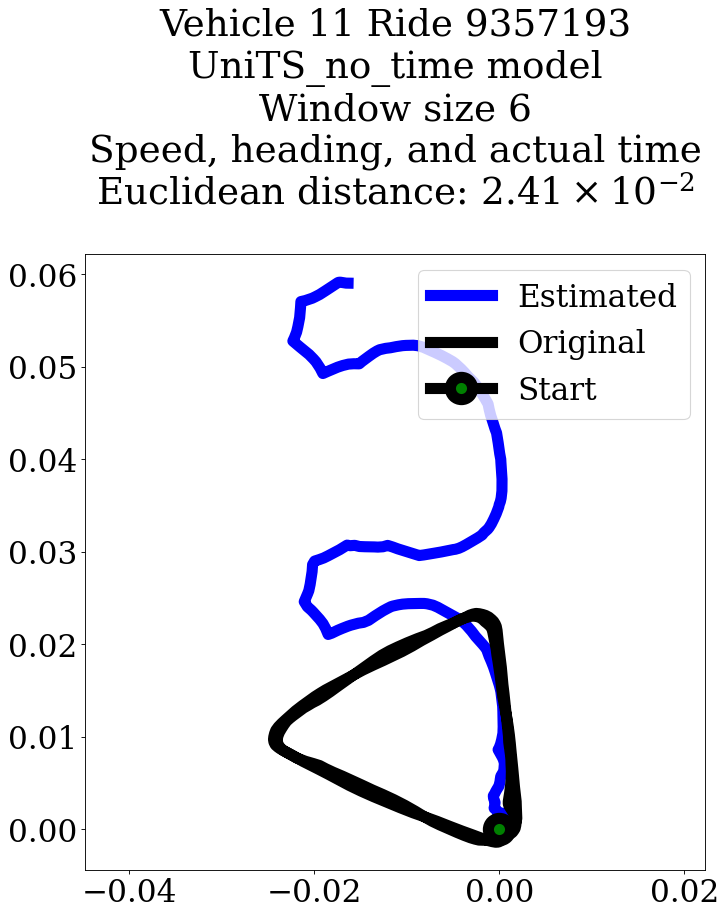 Vehicle 11 Ride 9357193
UniTS_no_time model
Window size 6
Speed, heading, and actual time
Euclidean distance: 2.41 × 10⁻²
Estimated
Original
Start
0.06
0.05
0.04
0.03
0.02
0.01
0.00
−0.04
−0.02
0.00
0.02